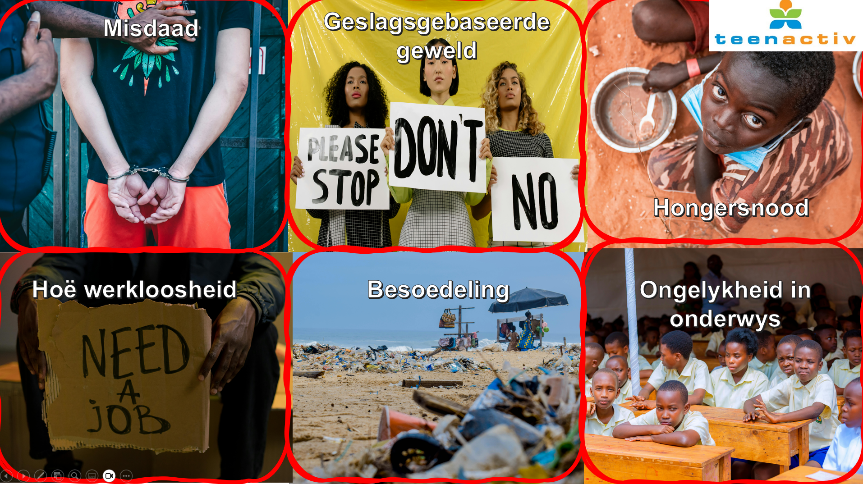 Misdaad
Geslagsgebaseerde
geweld
PLEASE
STOP
DON'T
NO
teenactiv
Hongersnood
Hoë werkloosheid
NEED
A
JOB
Besoedeling
Ongelykheid in
onderwys